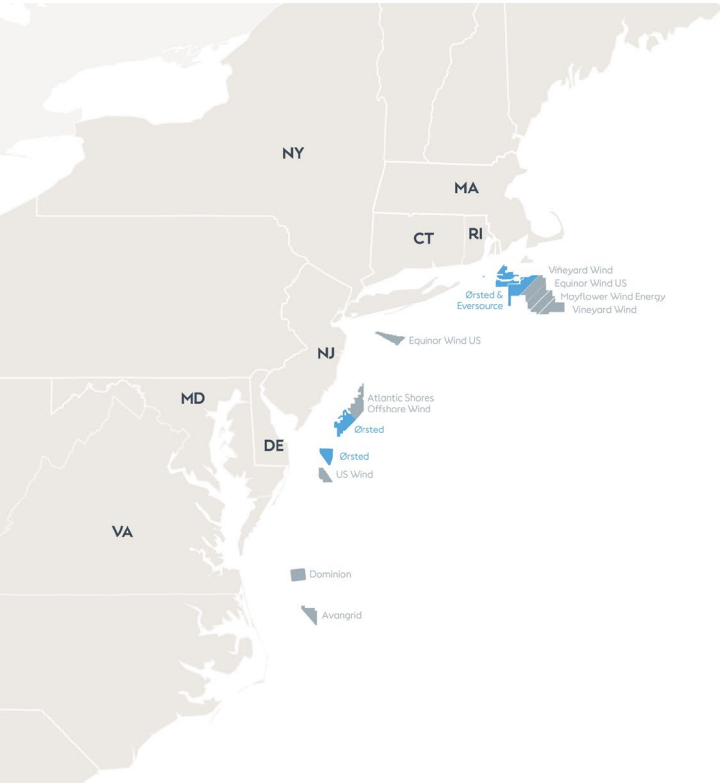 NY
MA
CT
RI
Vineyard Wind
Equinor Wind US
Mayflower Wind Energy
Vineyard Wind
Ørsted &
Eversource
Equinor Wind US
NJ
MD
Atlantic Shores
Offshore Wind
Ørsted
DE
Ørsted
US Wind
VA
Dominion
Avangrid